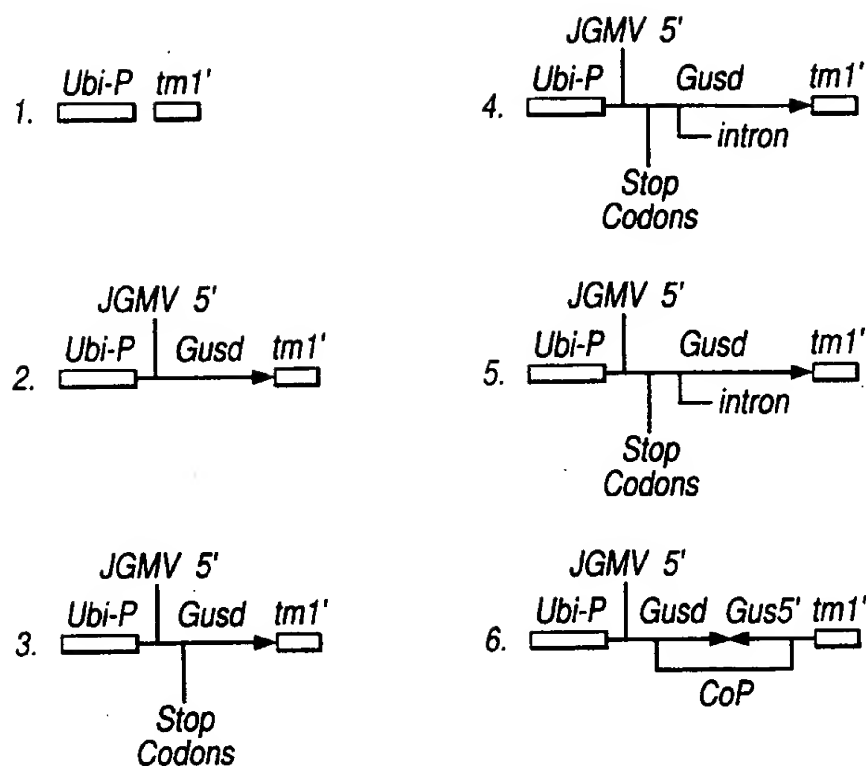 1.
Ubi-P tm1'
2.
JGMV 5'
Ubi-P Gusd tm1'
3.
JGMV 5'
Ubi-P Gusd tm1'
Stop
Codons
4.
JGMV 5'
Ubi-P Gusd tm1'
intron
Stop
Codons
5.
JGMV 5'
Ubi-P Gusd tm1'
intron
Stop
Codons
6.
JGMV 5'
Ubi-P Gusd Gus5' tm1'
CoP